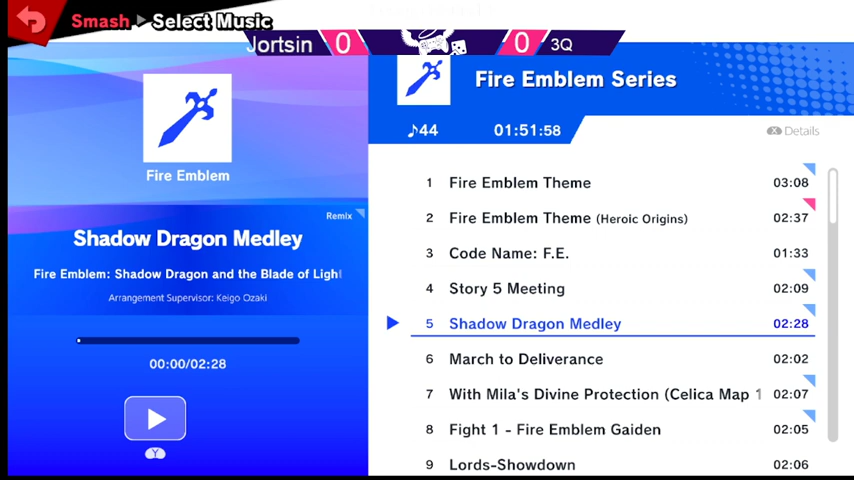 Smash ▶ Select Music
Jortsin 0 0 3Q
Fire Emblem
Remix
Shadow Dragon Medley
Fire Emblem: Shadow Dragon and the Blade of Ligh
Arrangement Supervisor: Keigo Ozaki
00:00/02:28
Y
Fire Emblem Series
♪44 01:51:58
X Details
1 Fire Emblem Theme 03:08
2 Fire Emblem Theme (Heroic Origins) 02:37
3 Code Name: F.E. 01:33
4 Story 5 Meeting 02:09
5 Shadow Dragon Medley 02:28
6 March to Deliverance 02:02
7 With Mila's Divine Protection (Celica Map 1 02:07
8 Fight 1 - Fire Emblem Gaiden 02:05
9 Lords-Showdown 02:06